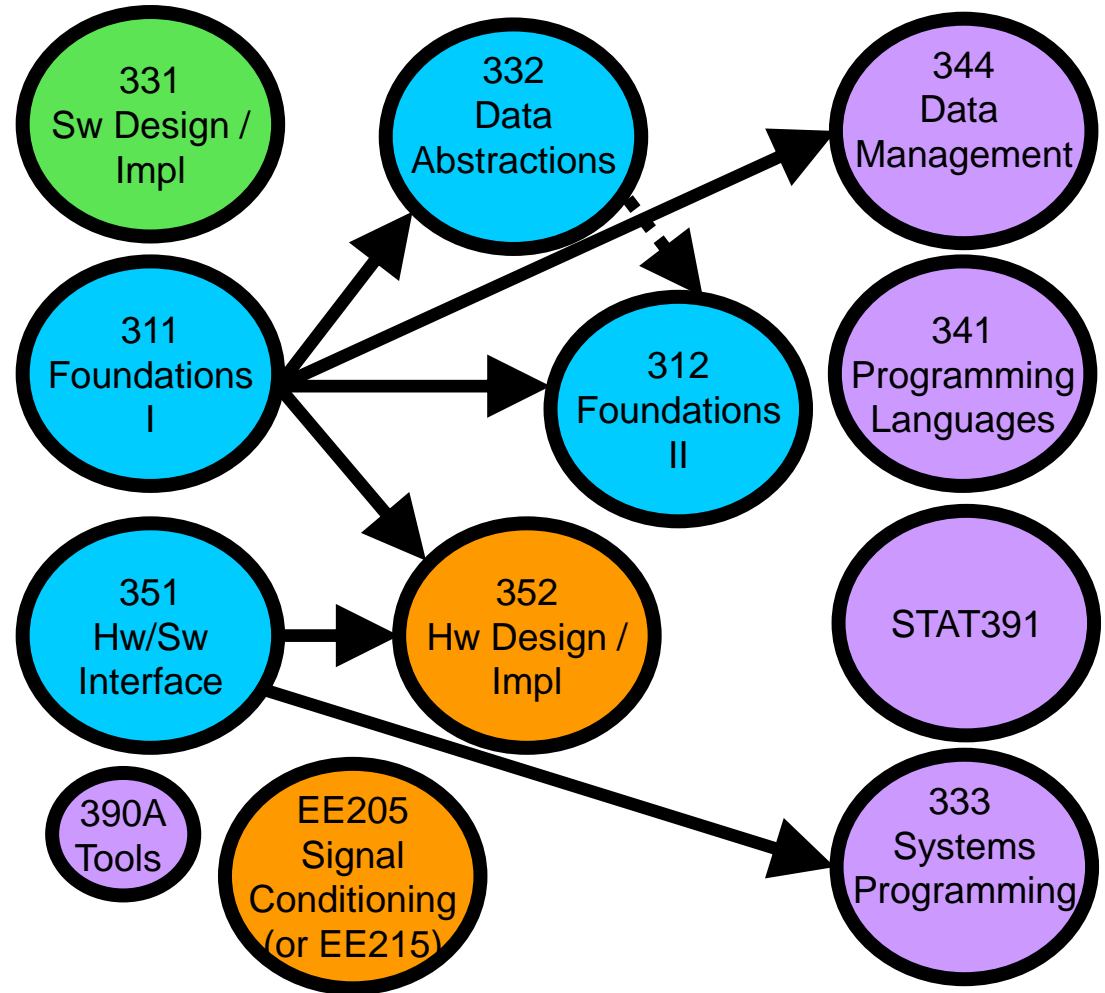 331
Sw Design /
Impl
332
Data
Abstractions
344
Data
Management
311
Foundations
I
312
Foundations
II
341
Programming
Languages
351
Hw/Sw
Interface
352
Hw Design /
Impl
STAT391
390A
Tools
EE205
Signal
Conditioning
(or EE215)
333
Systems
Programming